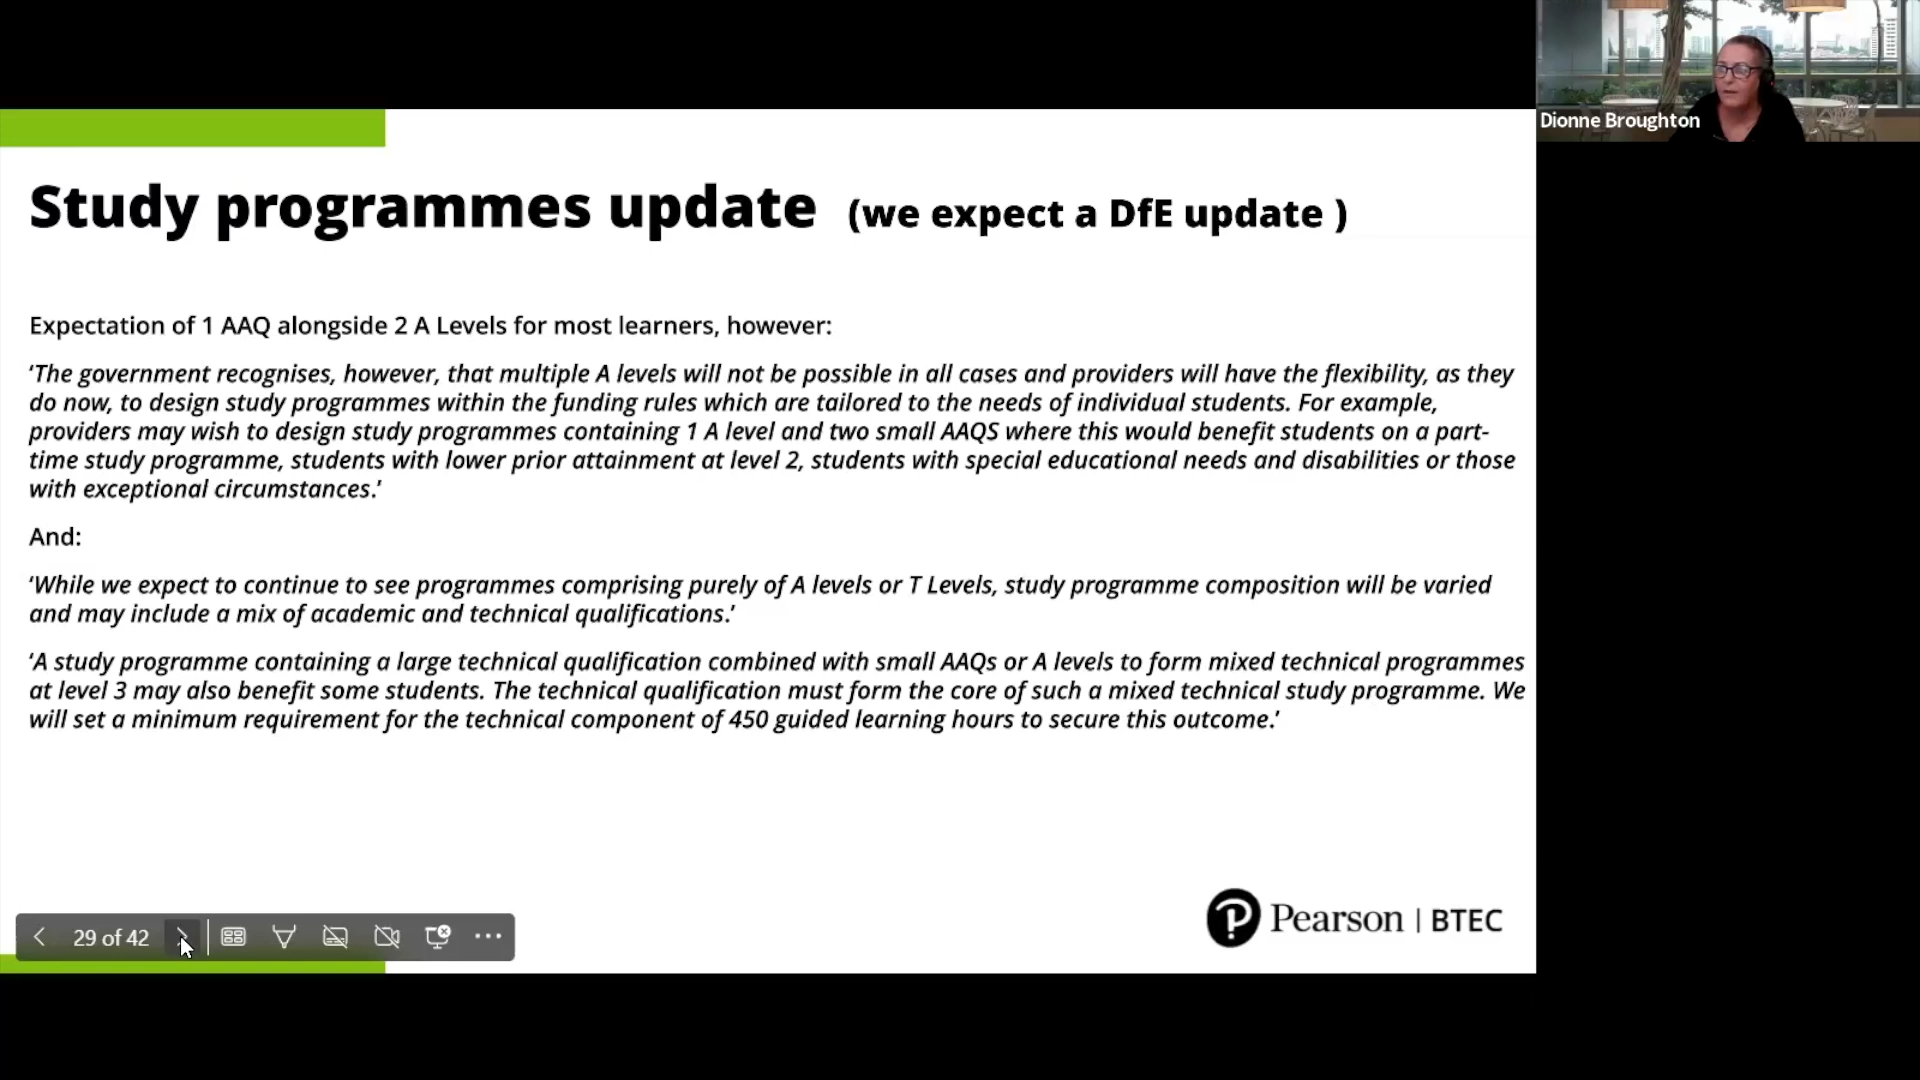 Dionne Broughton
Study programmes update (we expect a DfE update )
Expectation of 1 AAQ alongside 2 A Levels for most learners, however:
‘The government recognises, however, that multiple A levels will not be possible in all cases and providers will have the flexibility, as they
do now, to design study programmes within the funding rules which are tailored to the needs of individual students. For example,
providers may wish to design study programmes containing 1 A level and two small AAQS where this would benefit students on a part-
time study programme, students with lower prior attainment at level 2, students with special educational needs and disabilities or those
with exceptional circumstances.’
And:
‘While we expect to continue to see programmes comprising purely of A levels or T Levels, study programme composition will be varied
and may include a mix of academic and technical qualifications.’
‘A study programme containing a large technical qualification combined with small AAQs or A levels to form mixed technical programmes
at level 3 may also benefit some students. The technical qualification must form the core of such a mixed technical study programme. We
will set a minimum requirement for the technical component of 450 guided learning hours to secure this outcome.’
29 of 42
Pearson | BTEC